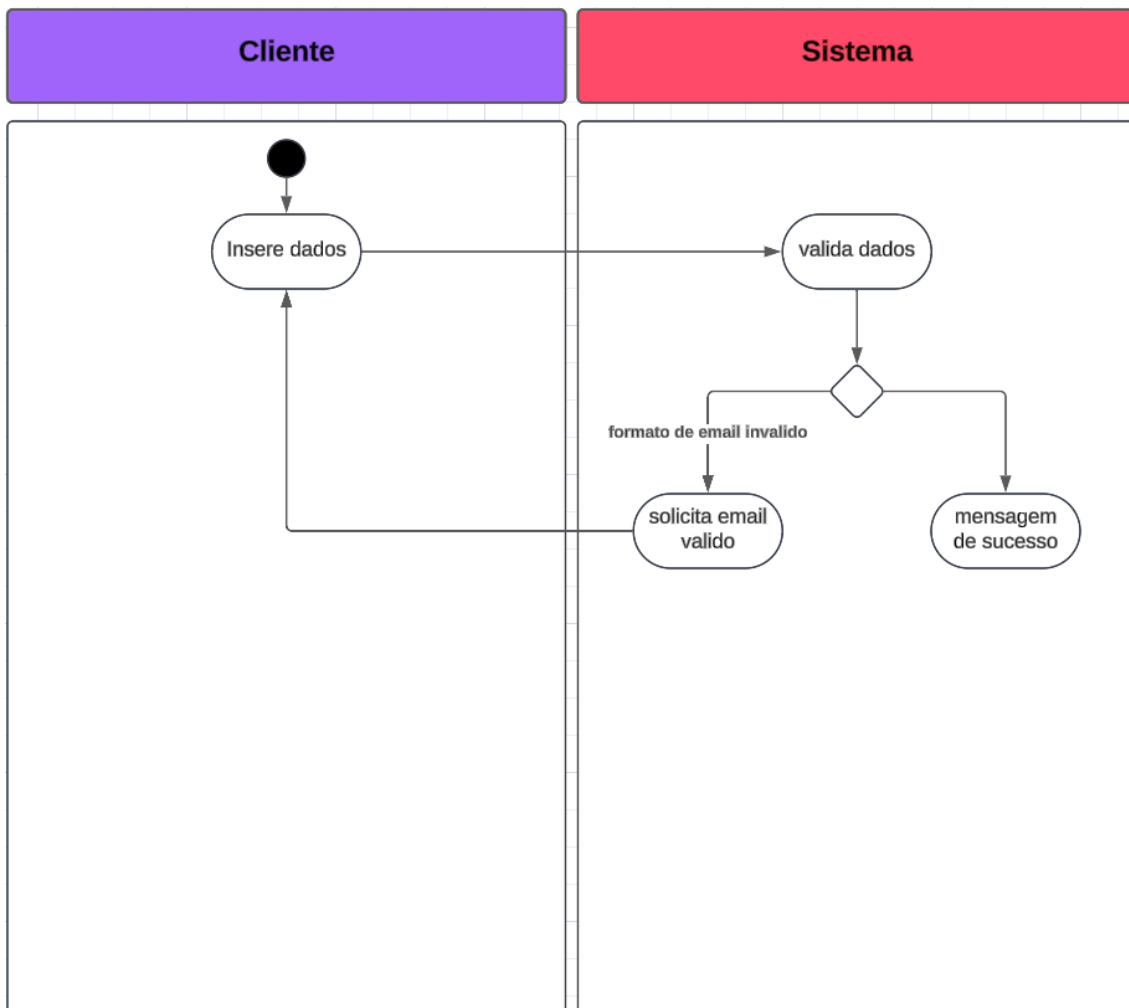 Cliente
Sistema
Insere dados
valida dados
formato de email invalido
solicita email
valido
mensagem
de sucesso